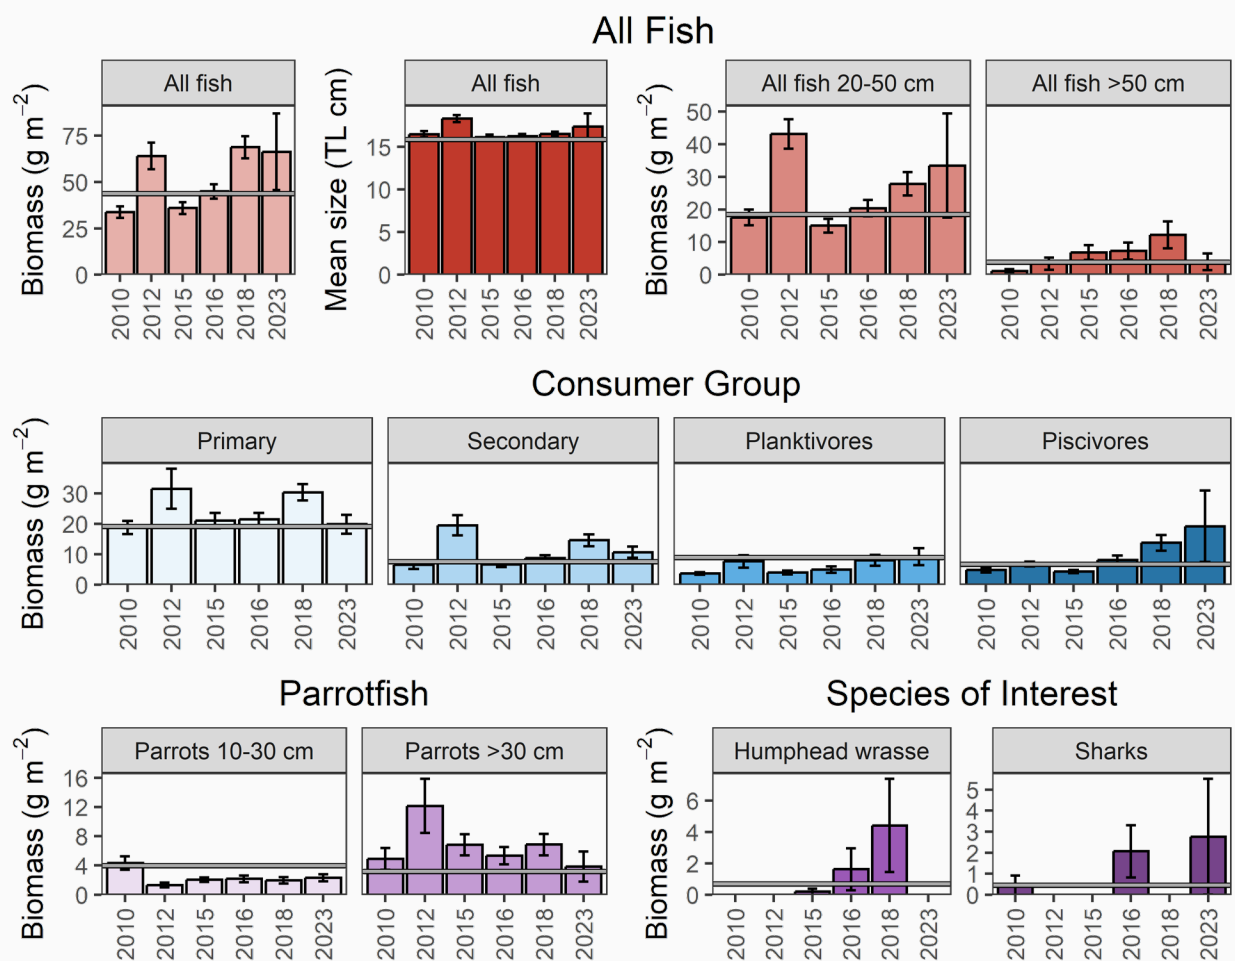 All Fish
All fish
All fish
All fish 20-50 cm
All fish >50 cm
Biomass (g m⁻²)
75
50
25
0
Mean size (TL cm)
15
10
5
0
Biomass (g m⁻²)
50
40
30
20
10
0
2010 2012 2015 2016 2018 2023
2010 2012 2015 2016 2018 2023
2010 2012 2015 2016 2018 2023
2010 2012 2015 2016 2018 2023
Consumer Group
Primary
Secondary
Planktivores
Piscivores
Biomass (g m⁻²)
30
20
10
0
2010 2012 2015 2016 2018 2023
2010 2012 2015 2016 2018 2023
2010 2012 2015 2016 2018 2023
2010 2012 2015 2016 2018 2023
Parrotfish
Parrots 10-30 cm
Parrots >30 cm
Biomass (g m⁻²)
16
12
8
4
0
2010 2012 2015 2016 2018 2023
2010 2012 2015 2016 2018 2023
Species of Interest
Humphead wrasse
Sharks
Biomass (g m⁻²)
6
4
2
0
2010 2012 2015 2016 2018 2023
Biomass (g m⁻²)
5
4
3
2
1
0
2010 2012 2015 2016 2018 2023